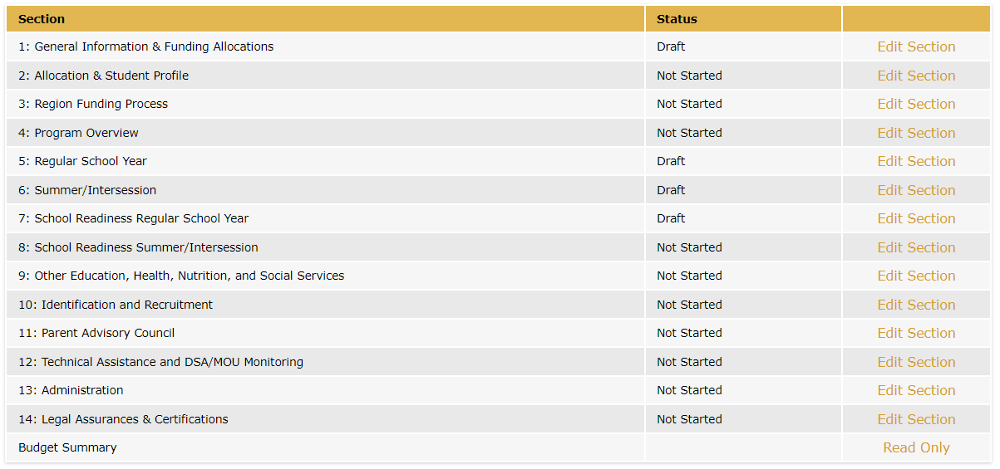 Section Status
1: General Information & Funding Allocations Draft Edit Section
2: Allocation & Student Profile Not Started Edit Section
3: Region Funding Process Not Started Edit Section
4: Program Overview Not Started Edit Section
5: Regular School Year Draft Edit Section
6: Summer/Intersession Draft Edit Section
7: School Readiness Regular School Year Draft Edit Section
8: School Readiness Summer/Intersession Not Started Edit Section
9: Other Education, Health, Nutrition, and Social Services Not Started Edit Section
10: Identification and Recruitment Not Started Edit Section
11: Parent Advisory Council Not Started Edit Section
12: Technical Assistance and DSA/MOU Monitoring Not Started Edit Section
13: Administration Not Started Edit Section
14: Legal Assurances & Certifications Not Started Edit Section
Budget Summary Read Only